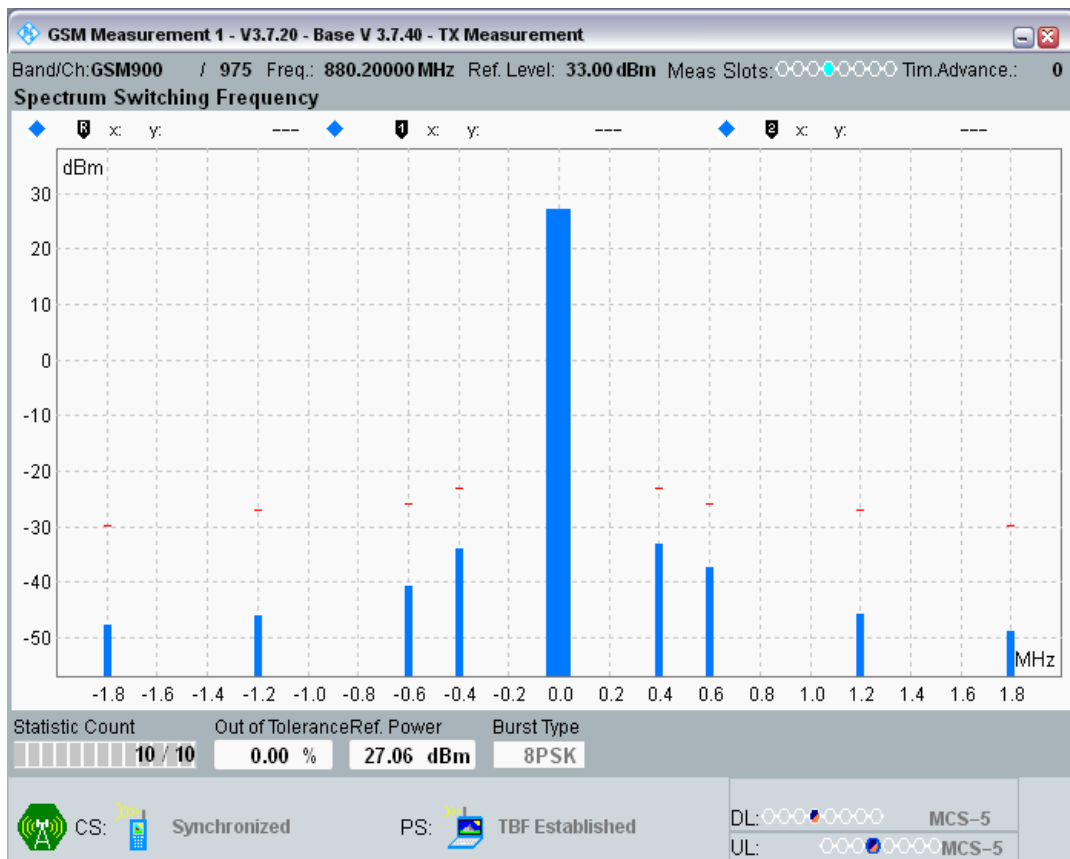 GSM Measurement 1 - V3.7.20 - Base V 3.7.40 - TX Measurement
Band/Ch:GSM900 / 975 Freq.: 880.20000 MHz Ref. Level: 33.00 dBm Meas Slots: Tim.Advance.: 0
Spectrum Switching Frequency
R x: y: --- 1 x: y: --- 2 x: y: ---
dBm
30
20
10
0
-10
-20
-30
-40
-50
MHz
-1.8 -1.6 -1.4 -1.2 -1.0 -0.8 -0.6 -0.4 -0.2 0.0 0.2 0.4 0.6 0.8 1.0 1.2 1.4 1.6 1.8
Statistic Count Out of Tolerance Ref. Power Burst Type
10 / 10 0.00 % 27.06 dBm 8PSK
CS: Synchronized PS: TBF Established
DL: MCS-5
UL: MCS-5